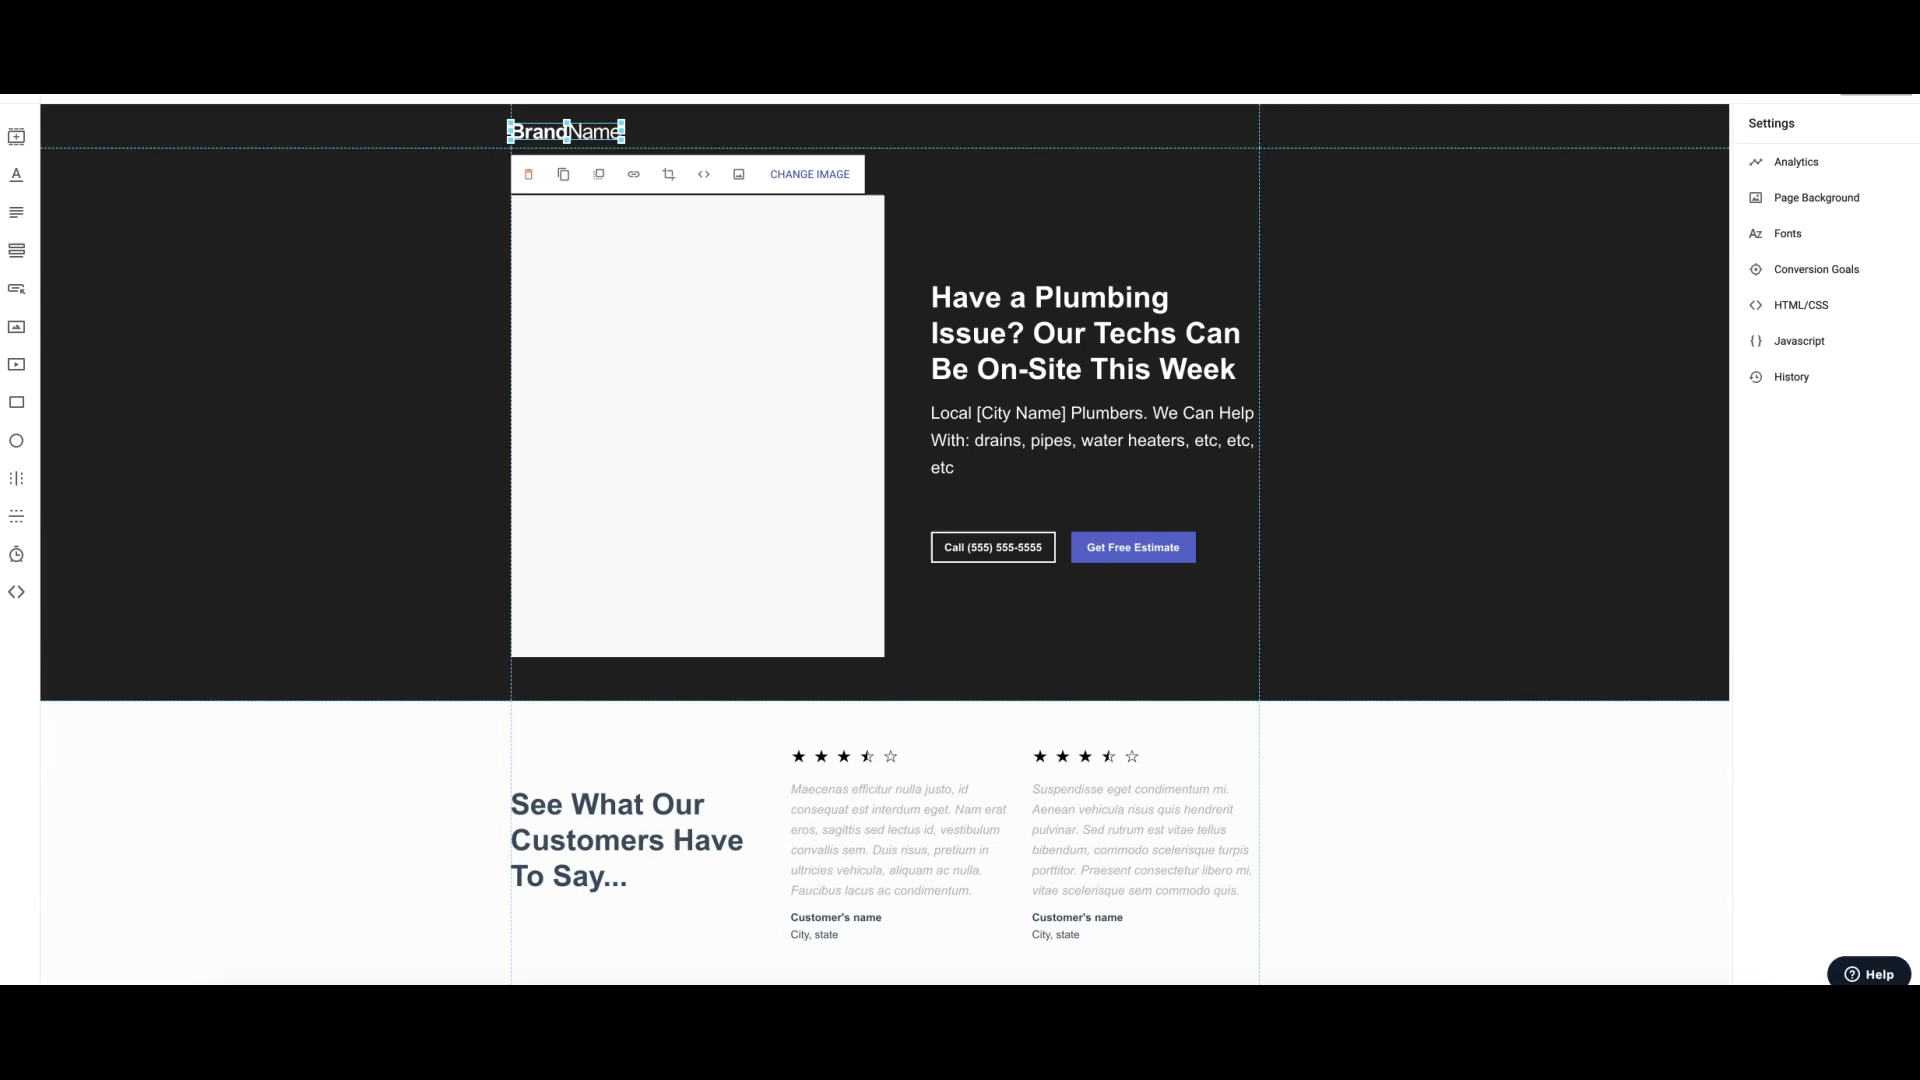 BrandName
CHANGE IMAGE
Have a Plumbing
Issue? Our Techs Can
Be On-Site This Week
Local [City Name] Plumbers. We Can Help
With: drains, pipes, water heaters, etc, etc,
etc
Call (555) 555-5555
Get Free Estimate
See What Our
Customers Have
To Say...
Maecenas efficitur nulla justo, id
consequat est interdum eget. Nam erat
eros, sagittis sed lectus id, vestibulum
convallis sem. Duis risus, pretium in
ultricies vehicula, aliquam ac nulla.
Faucibus lacus ac condimentum.
Customer's name
City, state
Suspendisse eget condimentum mi.
Aenean vehicula risus quis hendrerit
pulvinar. Sed rutrum est vitae tellus
bibendum, commodo scelerisque turpis
porttitor. Praesent consectetur libero mi,
vitae scelerisque sem commodo quis.
Customer's name
City, state
Settings
Analytics
Page Background
Fonts
Conversion Goals
HTML/CSS
Javascript
History
Help